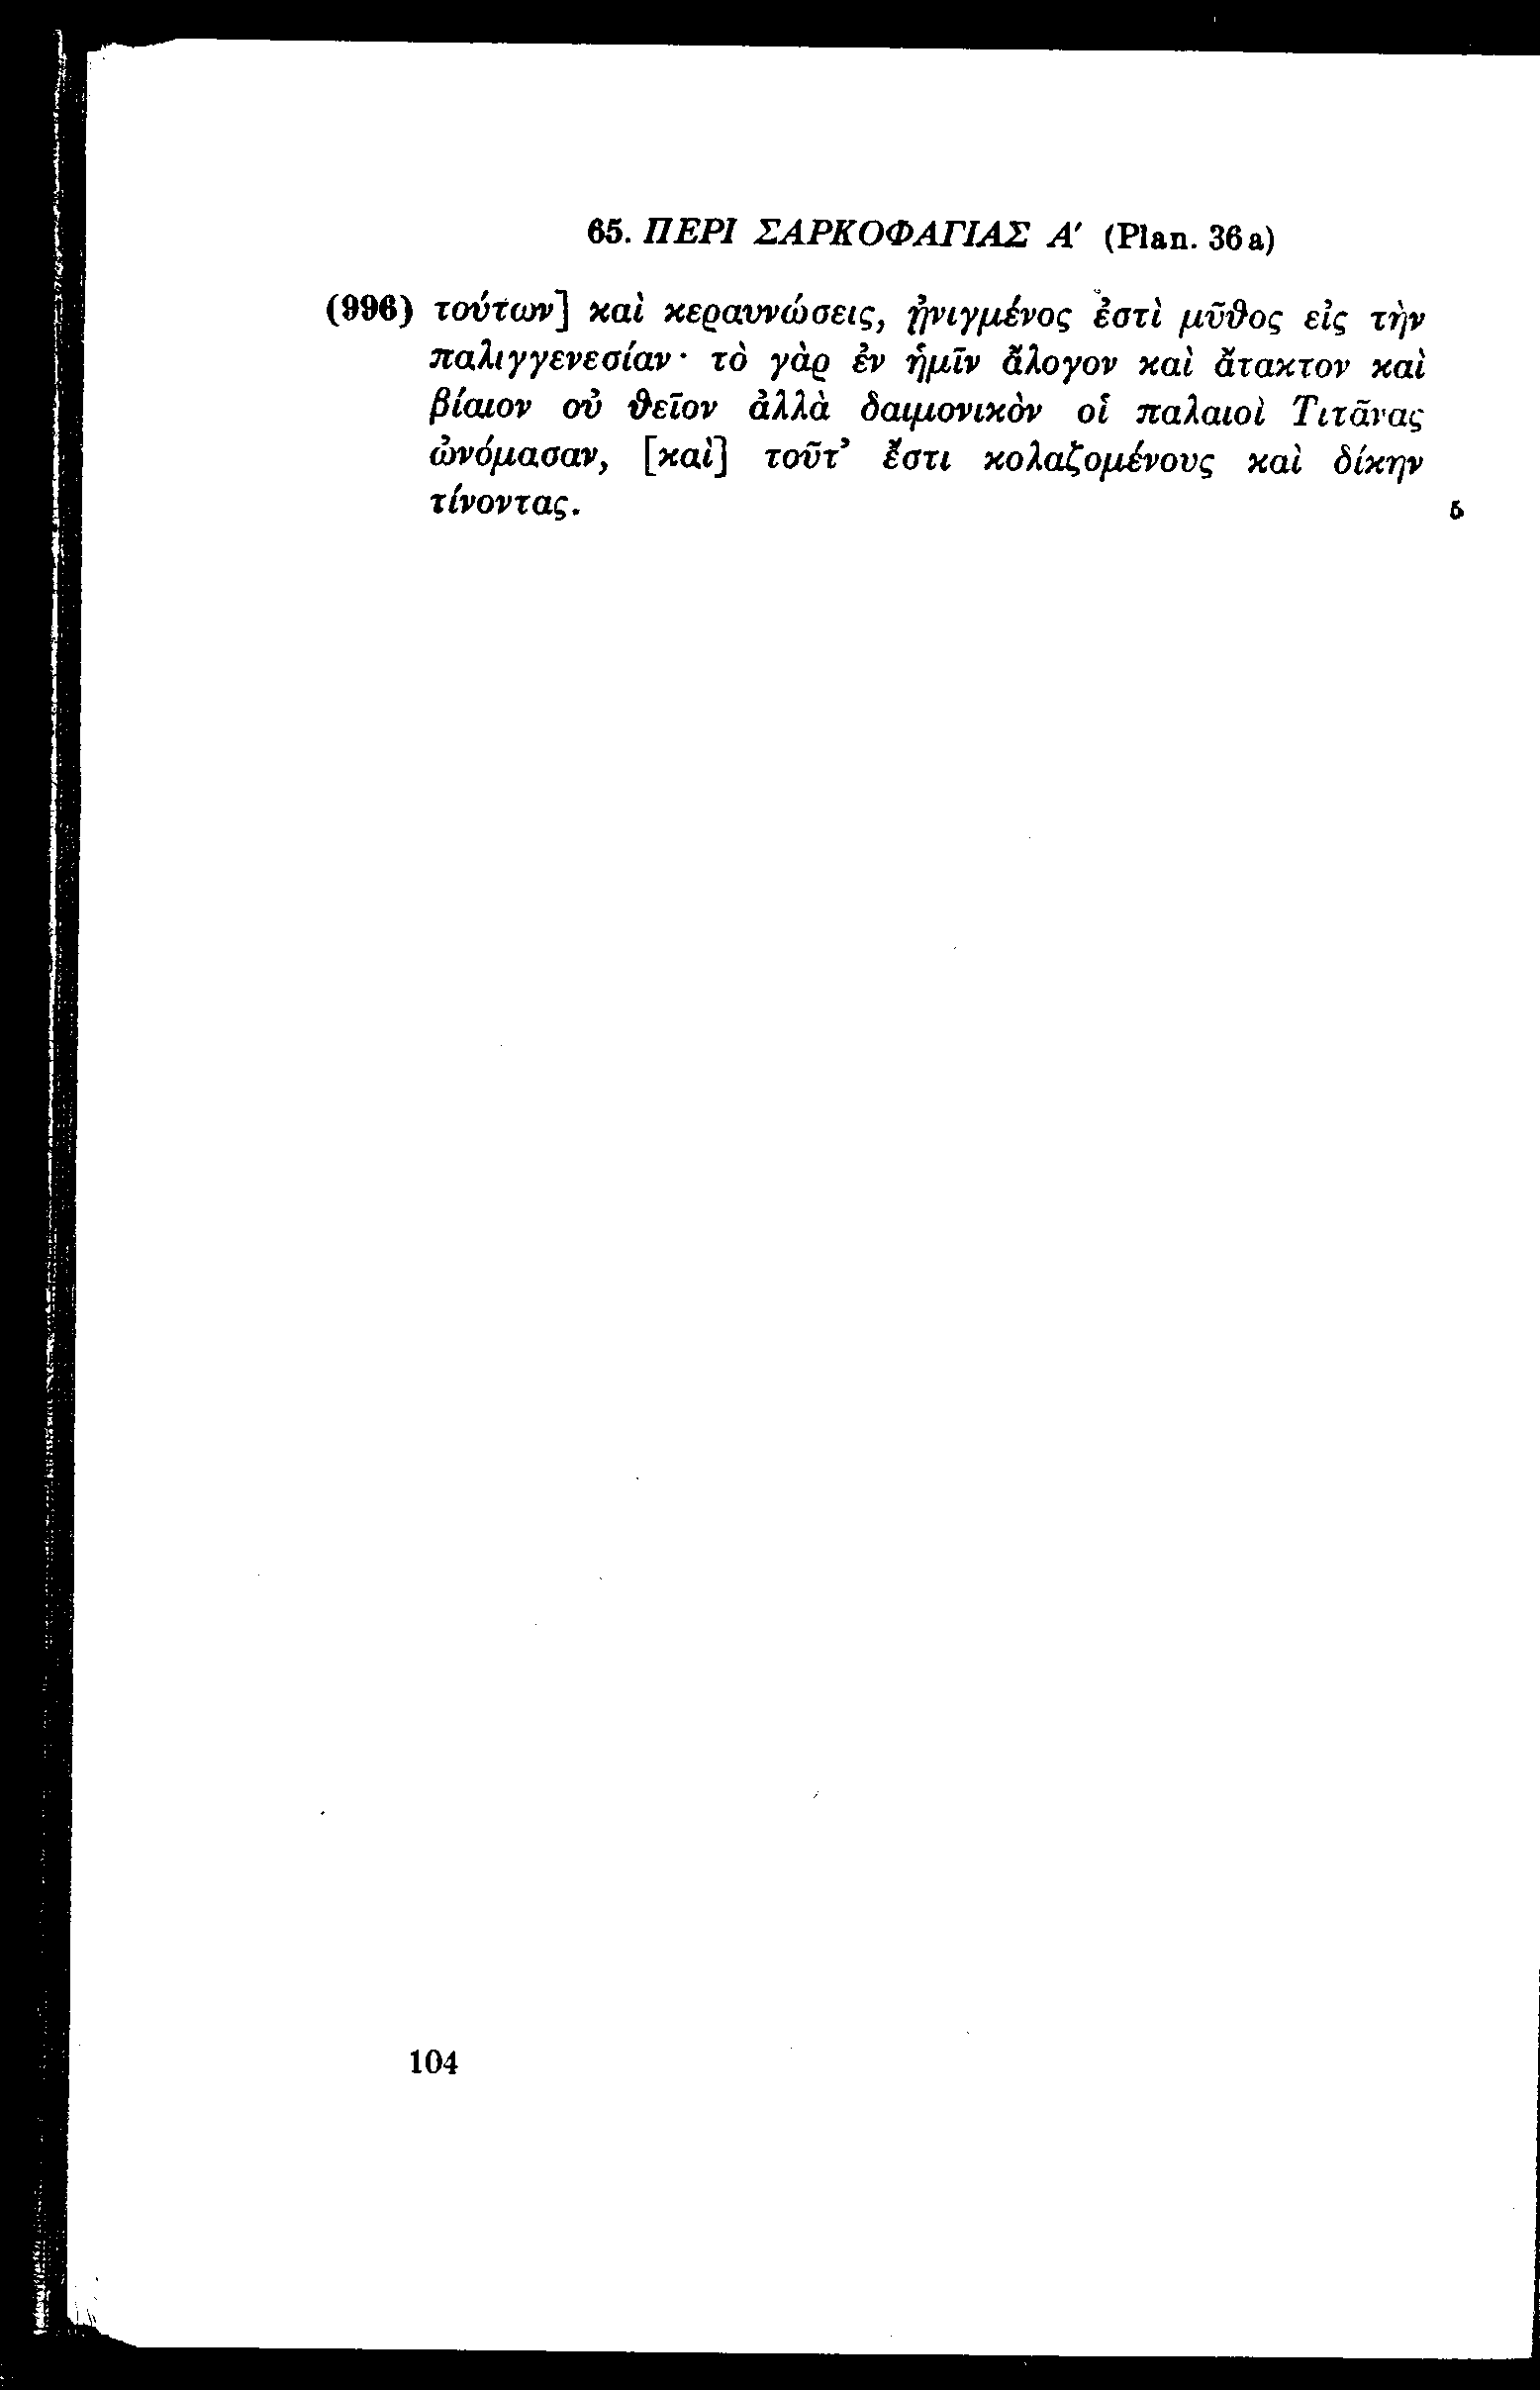 65. ΠΕΡΙ ΣΑΡΚΟΦΑΓΙΑΣ Α′ (Plan. 36a)
(996) τούτων] καὶ κεραυνώσεις, ᾐνιγμένος ἐστὶ μῦθος εἰς τὴν
παλιγγενεσίαν· τὸ γὰρ ἐν ἡμῖν ἄλογον καὶ ἄτακτον καὶ
βίαιον οὐ θεῖον ἀλλὰ δαιμονικὸν οἱ παλαιοὶ Τιτᾶνας
ὠνόμασαν, [καὶ] τοῦτ’ ἔστι κολαζομένους καὶ δίκην
τίνοντας. 5
104